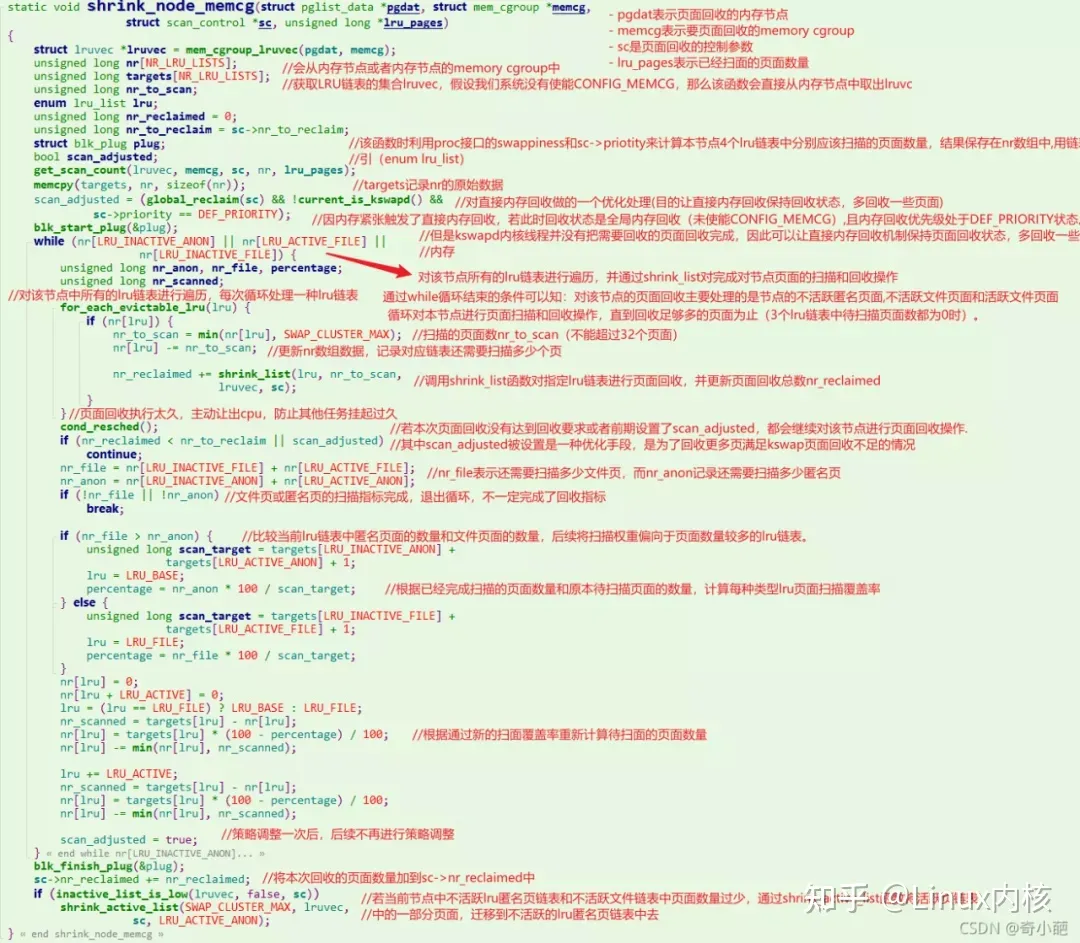 static void shrink_node_memcg(struct pglist_data *pgdat, struct mem_cgroup *memcg,
struct scan_control *sc, unsigned long *lru_pages)
- pgdat表示页面回收的内存节点
- memcg表示要页面回收的memory cgroup
- sc是页面回收的控制参数
- lru_pages表示已经扫面的页面数量
{
struct lruvec *lruvec = mem_cgroup_lruvec(pgdat, memcg);
unsigned long nr[NR_LRU_LISTS]; //会从内存节点或者内存节点的memory cgroup中
unsigned long targets[NR_LRU_LISTS]; //获取LRU链表的集合lruvec，假设我们系统没有使能CONFIG_MEMCG，那么该函数会直接从内存节点中取出lruvc
unsigned long nr_to_scan;
enum lru_list lru;
unsigned long nr_reclaimed = 0;
unsigned long nr_to_reclaim = sc->nr_to_reclaim;
struct blk_plug plug; //该函数时利用proc接口的swappiness和sc->priotity来计算本节点4个lru链表中分别应该扫描的页面数量，结果保存在nr数组中,用链
bool scan_adjusted; //引（enum lru_list）
get_scan_count(lruvec, memcg, sc, nr, lru_pages);
memcpy(targets, nr, sizeof(nr)); //targets记录nr的原始数据
scan_adjusted = (global_reclaim(sc) && !current_is_kswapd() && //对直接内存回收做的一个优化处理(目的让直接内存回收保持回收状态，多回收一些页面)
sc->priority == DEF_PRIORITY); //因内存紧张触发了直接内存回收，若此时回收状态是全局内存回收（未使能CONFIG_MEMCG）,且内存回收优先级处于DEF_PRIORITY状态,
blk_start_plug(&plug);
while (nr[LRU_INACTIVE_ANON] || nr[LRU_ACTIVE_FILE] || //但是kswapd内核线程并没有把需要回收的页面回收完成，因此可以让直接内存回收机制保持页面回收状态，多回收一些
nr[LRU_INACTIVE_FILE]) { //内存
unsigned long nr_anon, nr_file, percentage;
unsigned long nr_scanned; 对该节点所有的lru链表进行遍历，并通过shrink_list对完成对节点页面的扫描和回收操作
//对该节点中所有的lru链表进行遍历，每次循环处理一种lru链表 通过while循环结束的条件可以知：对该节点的页面回收主要处理的是节点的不活跃匿名页面,不活跃文件页面和活跃文件页面
for_each_evictable_lru(lru) { 循环对本节点进行页面扫描和回收操作，直到回收足够多的页面为止（3个lru链表中待扫描页面数都为0时）。
if (nr[lru]) {
nr_to_scan = min(nr[lru], SWAP_CLUSTER_MAX); //扫描的页面数nr_to_scan（不能超过32个页面）
nr[lru] -= nr_to_scan; //更新nr数组数据，记录对应链表还需要扫描多少个页
nr_reclaimed += shrink_list(lru, nr_to_scan, //调用shrink_list函数对指定lru链表进行页面回收，并更新页面回收总数nr_reclaimed
lruvec, sc);
}
} //页面回收执行太久，主动让出cpu，防止其他任务挂起过久
cond_resched(); //若本次页面回收没有达到回收要求或者前期设置了scan_adjusted，都会继续对该节点进行页面回收操作.
if (nr_reclaimed < nr_to_reclaim || scan_adjusted) //其中scan_adjusted被设置是一种优化手段，是为了回收更多页满足kswap页面回收不足的情况
continue;
nr_file = nr[LRU_INACTIVE_FILE] + nr[LRU_ACTIVE_FILE]; //nr_file表示还需要扫描多少文件页，而nr_anon记录还需要扫描多少匿名页
nr_anon = nr[LRU_INACTIVE_ANON] + nr[LRU_ACTIVE_ANON];
if (!nr_file || !nr_anon) //文件页或匿名页的扫描指标完成，退出循环，不一定完成了回收指标
break;
if (nr_file > nr_anon) { //比较当前lru链表中匿名页面的数量和文件页面的数量，后续将扫描权重偏向于页面数量较多的lru链表。
unsigned long scan_target = targets[LRU_INACTIVE_ANON] +
targets[LRU_ACTIVE_ANON] + 1;
lru = LRU_BASE;
percentage = nr_anon * 100 / scan_target; //根据已经完成扫描的页面数量和原本待扫描页面的数量，计算每种类型lru页面扫描覆盖率
} else {
unsigned long scan_target = targets[LRU_INACTIVE_FILE] +
targets[LRU_ACTIVE_FILE] + 1;
lru = LRU_FILE;
percentage = nr_file * 100 / scan_target;
}
nr[lru] = 0;
nr[lru + LRU_ACTIVE] = 0;
lru = (lru == LRU_FILE) ? LRU_BASE : LRU_FILE;
nr_scanned = targets[lru] - nr[lru];
nr[lru] = targets[lru] * (100 - percentage) / 100; //根据通过新的扫面覆盖率重新计算待扫面的页面数量
nr[lru] -= min(nr[lru], nr_scanned);
lru += LRU_ACTIVE;
nr_scanned = targets[lru] - nr[lru];
nr[lru] = targets[lru] * (100 - percentage) / 100;
nr[lru] -= min(nr[lru], nr_scanned);
scan_adjusted = true; //策略调整一次后，后续不再进行策略调整
} « end while nr[LRU_INACTIVE_ANON]... »
blk_finish_plug(&plug);
sc->nr_reclaimed += nr_reclaimed; //将本次回收的页面数量加到sc->nr_reclaimed中
if (inactive_list_is_low(lruvec, false, sc)) //若当前节点中不活跃lru匿名页链表和不活跃文件链表中页面数量过少，通过shri
shrink_active_list(SWAP_CLUSTER_MAX, lruvec, //中的一部分页面，迁移到不活跃的lru匿名页链表中去
sc, LRU_ACTIVE_ANON);
} « end shrink_node_memcg »
知乎 @Linux内核
CSDN @奇小葩